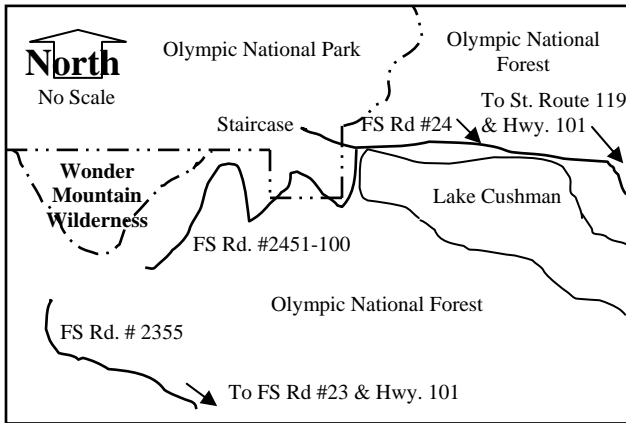 North
No Scale
Olympic National Park
Olympic National
Forest
To St. Route 119
& Hwy. 101
Staircase
FS Rd #24
Wonder
Mountain
Wilderness
Lake Cushman
FS Rd. #2451-100
Olympic National Forest
FS Rd. # 2355
To FS Rd #23 & Hwy. 101